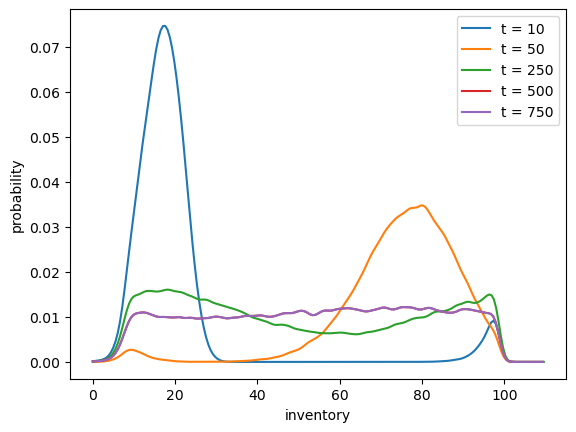 t = 10
t = 50
t = 250
t = 500
t = 750
probability
0.07
0.06
0.05
0.04
0.03
0.02
0.01
0.00
0 20 40 60 80 100
inventory